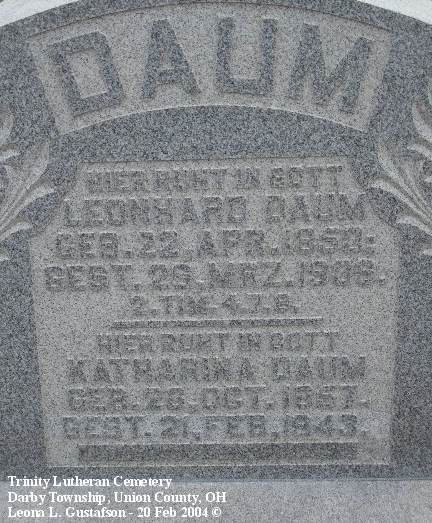 DAUM
HIER RUHT IN GOTT
LEONHARD DAUM
GEB. 22. APR. 1853.
GEST. 29. MRZ. 1906.
2. TIM. 4. 7. 8.
HIER RUHT IN GOTT
KATHARINA DAUM
GEB. 26. OCT. 1857.
GEST. 21. FEB. 1943.
Trinity Lutheran Cemetery
Darby Township, Union County, OH
Leona L. Gustafson - 20 Feb 2004 ©